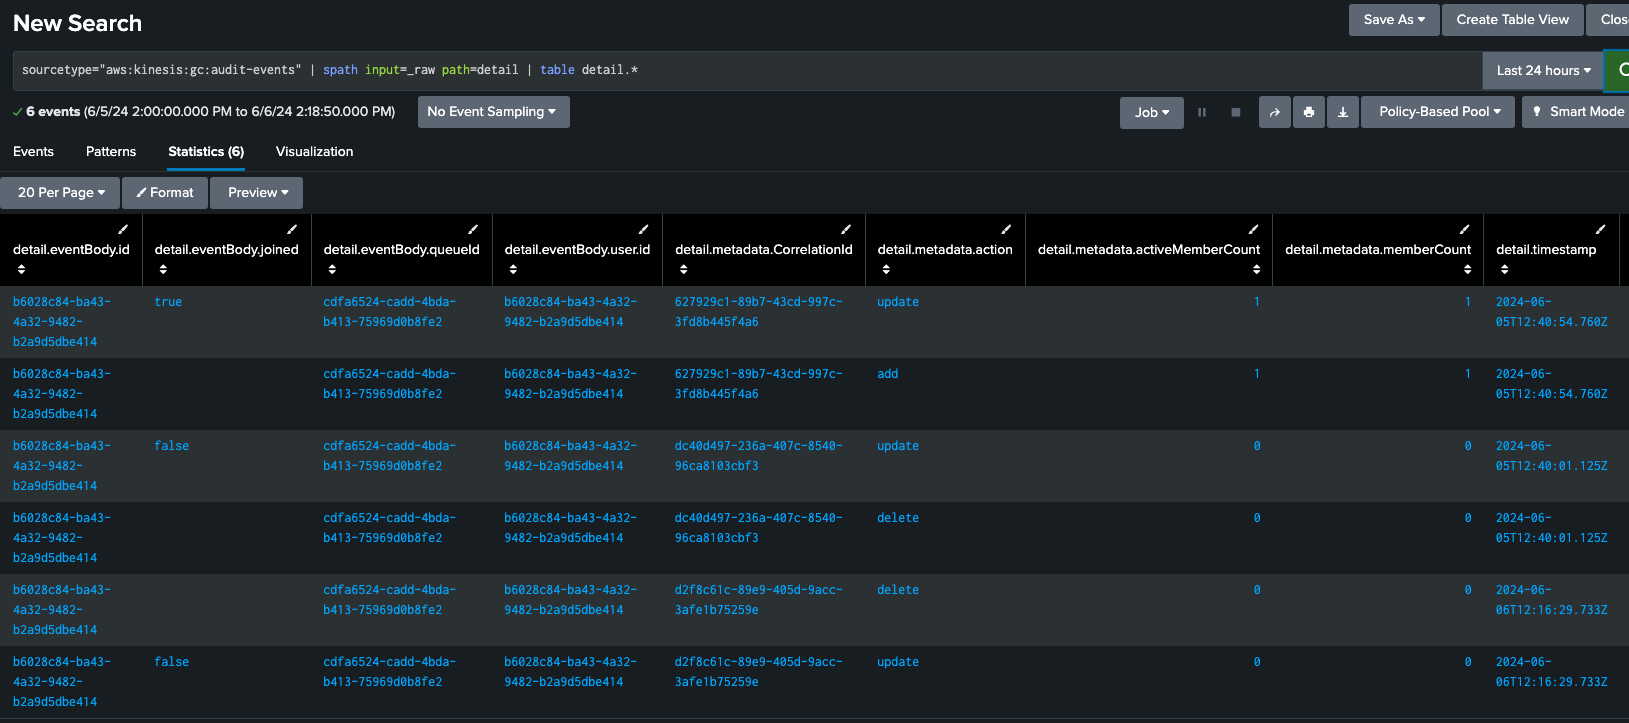 New Search
Save As
Create Table View
Clos
sourcetype="aws:kinesis:gc:audit-events" | spath input=_raw path=detail | table detail.*
Last 24 hours
6 events (6/5/24 2:00:00.000 PM to 6/6/24 2:18:50.000 PM)
No Event Sampling
Job
Policy-Based Pool
Smart Mode
Events
Patterns
Statistics (6)
Visualization
20 Per Page
Format
Preview
detail.eventBody.id
detail.eventBody.joined
detail.eventBody.queueId
detail.eventBody.user.id
detail.metadata.CorrelationId
detail.metadata.action
detail.metadata.activeMemberCount
detail.metadata.memberCount
detail.timestamp
b6028c84-ba43-
4a32-9482-
b2a9d5dbe414
true
cdfa6524-cadd-4bda-
b413-75969d0b8fe2
b6028c84-ba43-4a32-
9482-b2a9d5dbe414
627929c1-89b7-43cd-997c-
3fd8b445f4a6
update
1
1
2024-06-
05T12:40:54.760Z
b6028c84-ba43-
4a32-9482-
b2a9d5dbe414
cdfa6524-cadd-4bda-
b413-75969d0b8fe2
b6028c84-ba43-4a32-
9482-b2a9d5dbe414
627929c1-89b7-43cd-997c-
3fd8b445f4a6
add
1
1
2024-06-
05T12:40:54.760Z
b6028c84-ba43-
4a32-9482-
b2a9d5dbe414
false
cdfa6524-cadd-4bda-
b413-75969d0b8fe2
b6028c84-ba43-4a32-
9482-b2a9d5dbe414
dc40d497-236a-407c-8540-
96ca8103cbf3
update
0
0
2024-06-
05T12:40:01.125Z
b6028c84-ba43-
4a32-9482-
b2a9d5dbe414
cdfa6524-cadd-4bda-
b413-75969d0b8fe2
b6028c84-ba43-4a32-
9482-b2a9d5dbe414
dc40d497-236a-407c-8540-
96ca8103cbf3
delete
0
0
2024-06-
05T12:40:01.125Z
b6028c84-ba43-
4a32-9482-
b2a9d5dbe414
cdfa6524-cadd-4bda-
b413-75969d0b8fe2
b6028c84-ba43-4a32-
9482-b2a9d5dbe414
d2f8c61c-89e9-405d-9acc-
3afe1b75259e
delete
0
0
2024-06-
06T12:16:29.733Z
b6028c84-ba43-
4a32-9482-
b2a9d5dbe414
false
cdfa6524-cadd-4bda-
b413-75969d0b8fe2
b6028c84-ba43-4a32-
9482-b2a9d5dbe414
d2f8c61c-89e9-405d-9acc-
3afe1b75259e
update
0
0
2024-06-
06T12:16:29.733Z